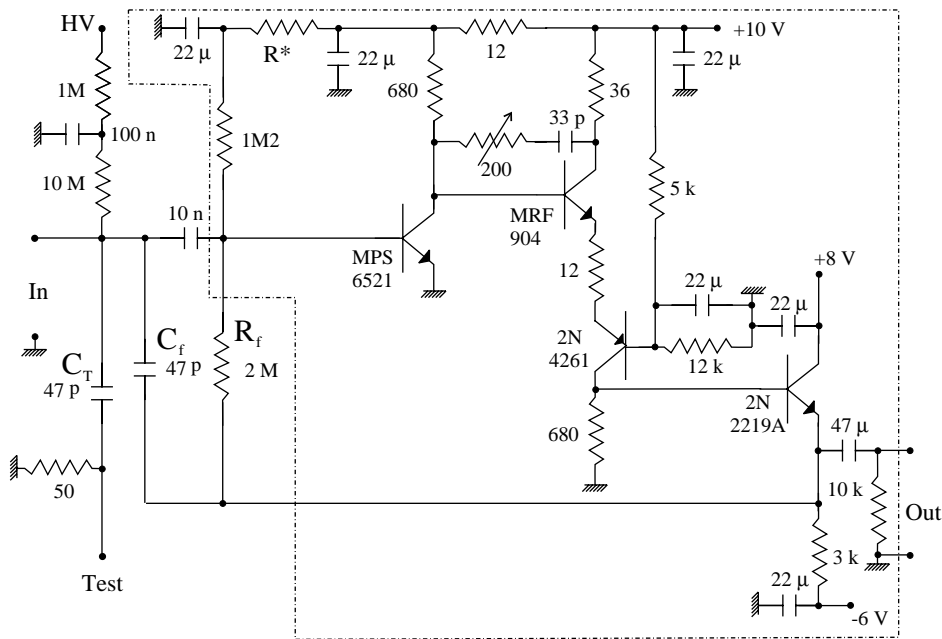 HV
22 µ
R*
22 µ
12
+10 V
22 µ
1M
680
36
100 n
1M2
33 p
200
10 M
5 k
10 n
MRF
904
MPS
6521
12
+8 V
In
22 µ
22 µ
C_T
47 p
C_f
47 p
R_f
2 M
2N
4261
12 k
2N
2219A
680
47 µ
50
10 k
Out
Test
3 k
22 µ
-6 V